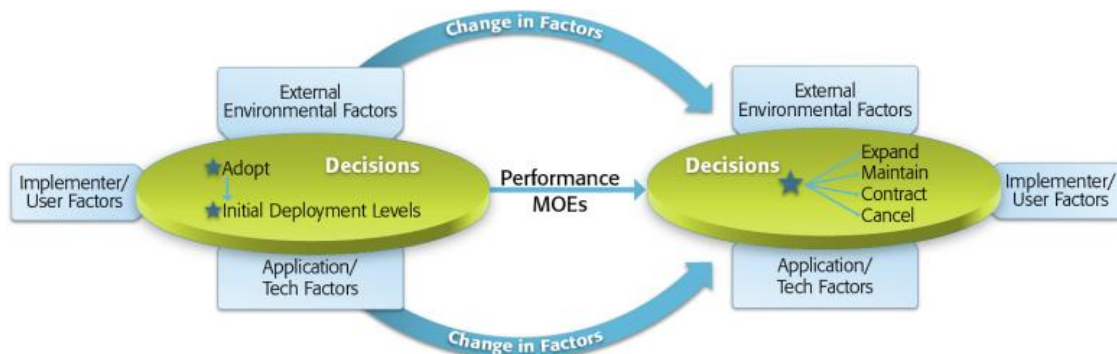 Change in Factors
External
Environmental Factors
Decisions
Adopt
Initial Deployment Levels
Implementer/
User Factors
Application/
Tech Factors
Performance
MOEs
External
Environmental Factors
Decisions
Expand
Maintain
Contract
Cancel
Implementer/
User Factors
Application/
Tech Factors
Change in Factors